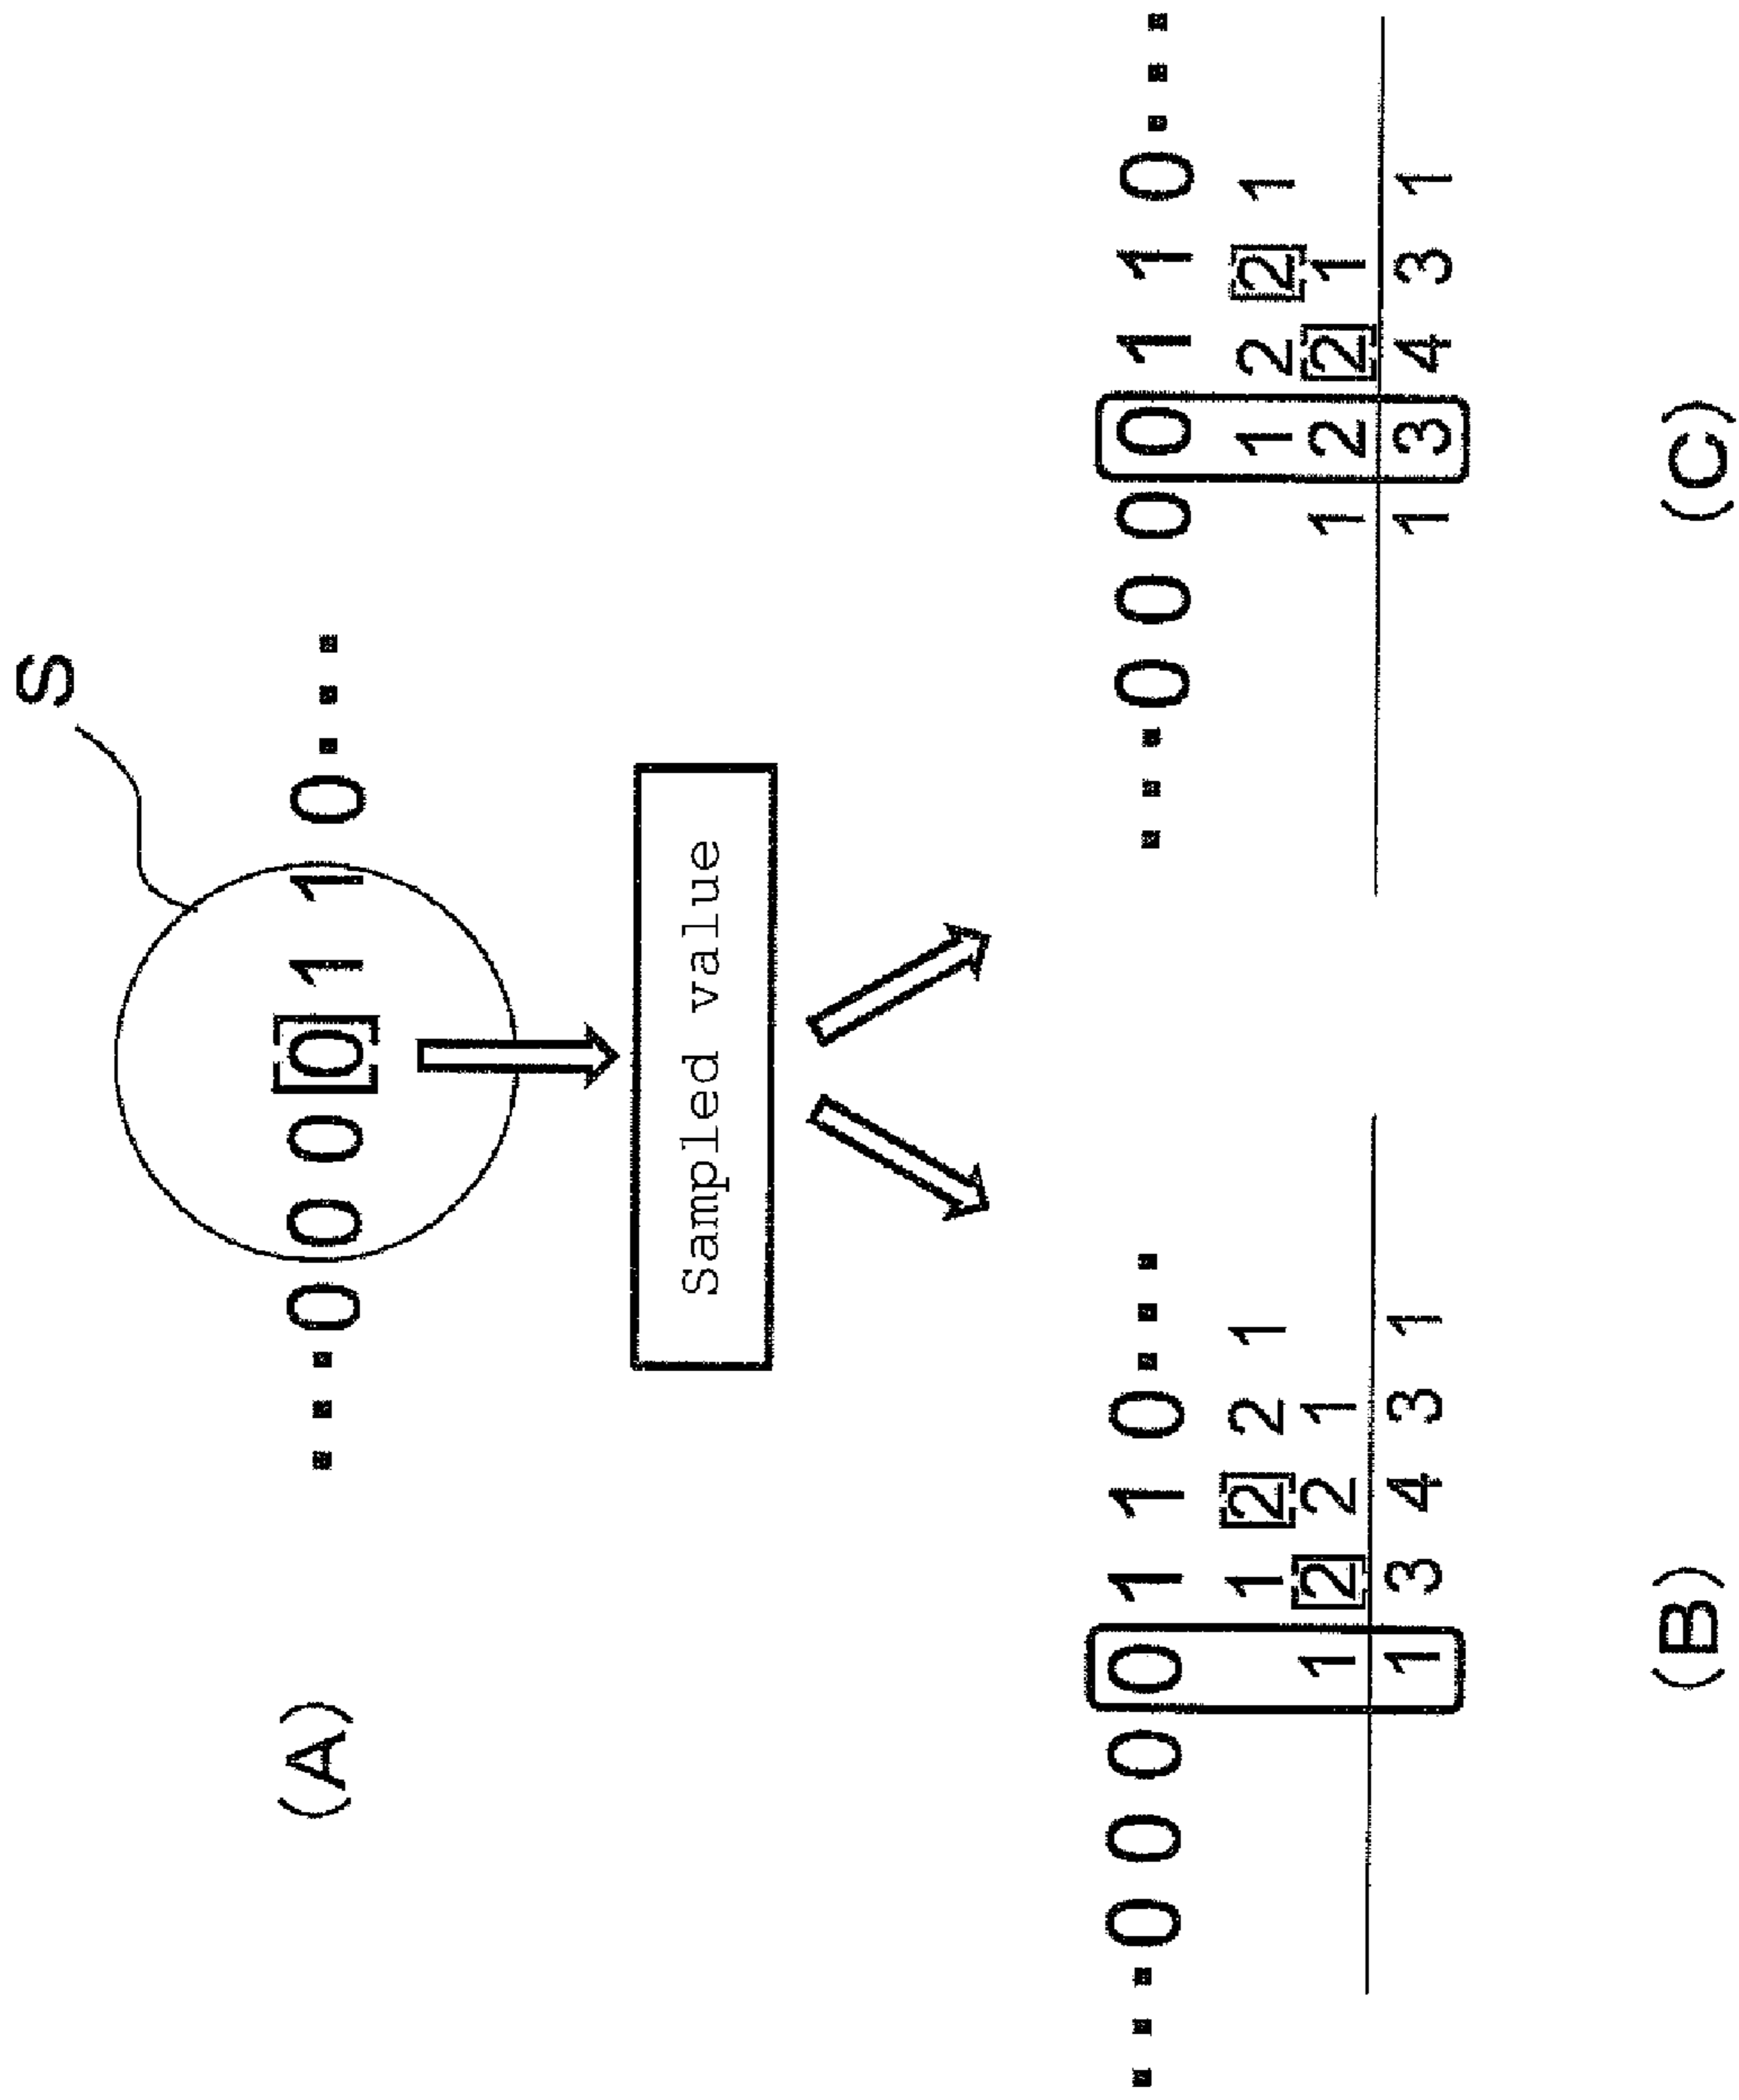 S
(A) ... 0 0 0 0 1 1 0 ...
Sampled value
... 0 0 0 0 1 1 0 ...
1 2 2 1
1 2 2 1
1 3 4 3 1
(B)
... 0 0 0 0 1 1 0 ...
1 2 2 1
1 2 2 1
1 3 4 3 1
(C)